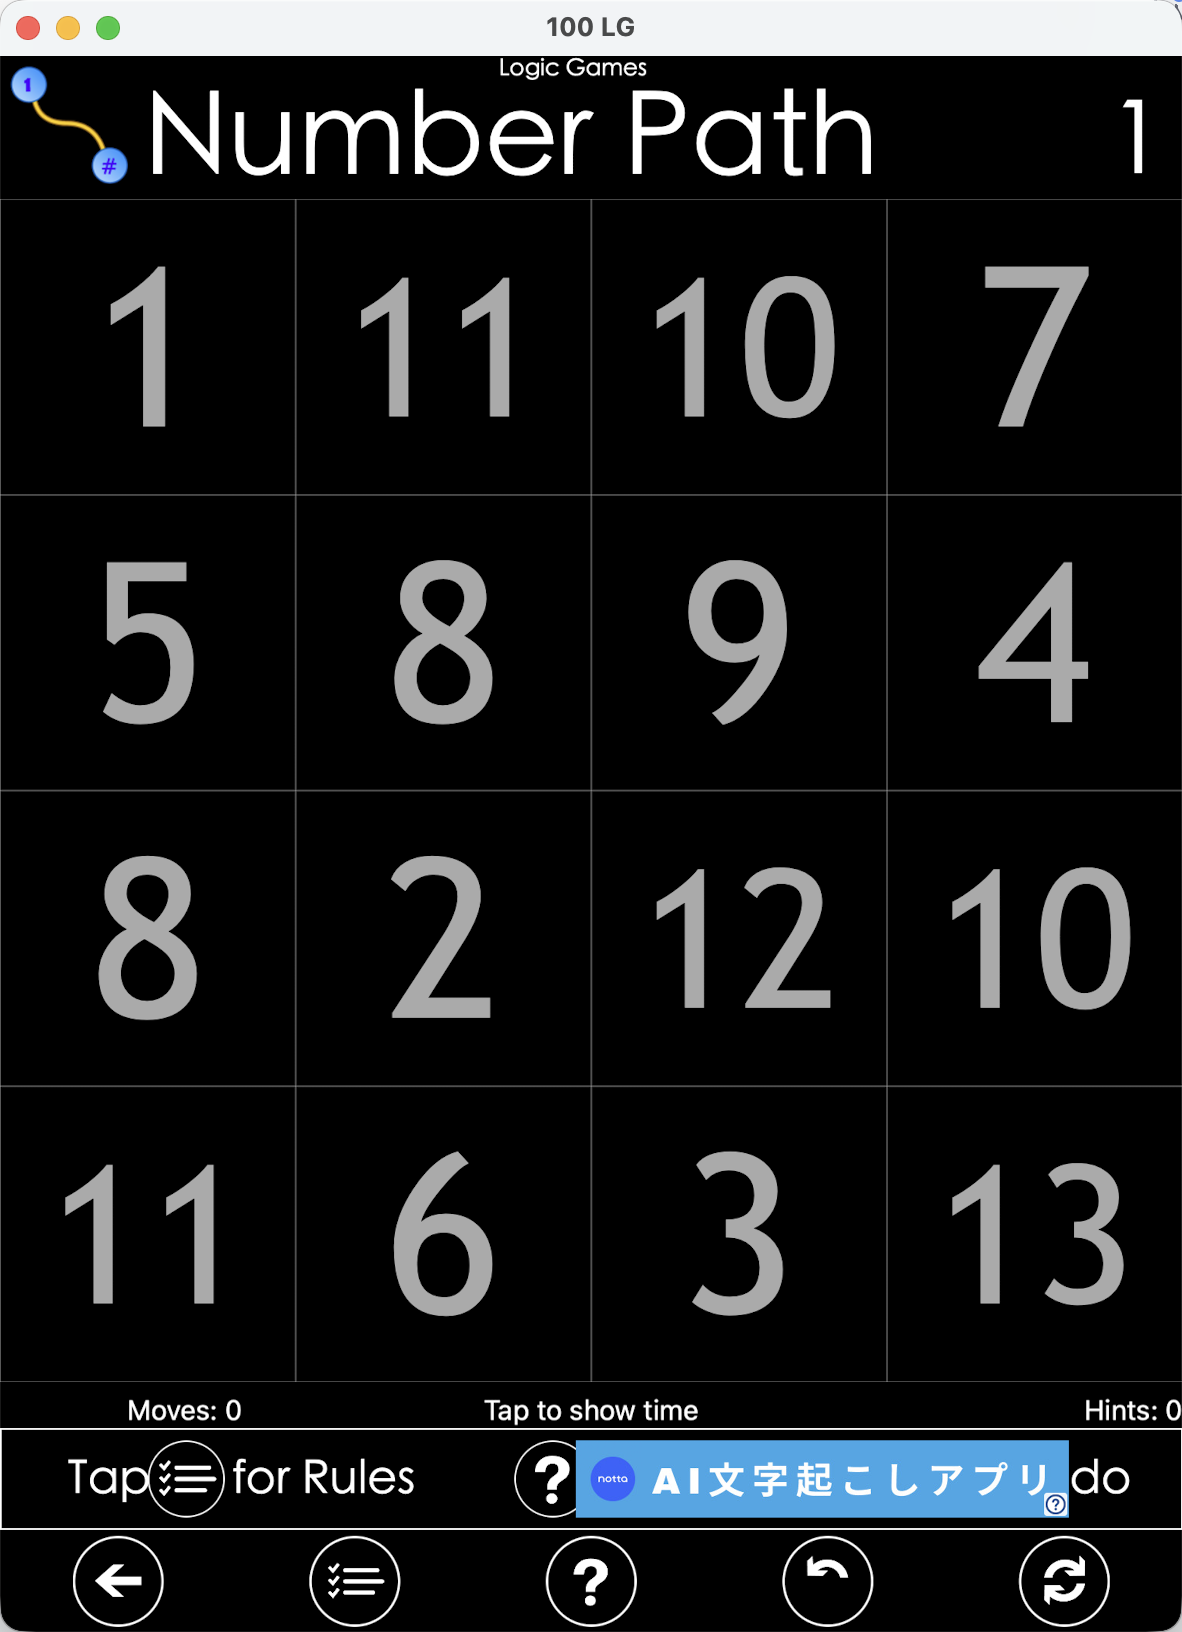 100 LG
Logic Games
1
#
Number Path
1
1 11 10 7
5 8 9 4
8 2 12 10
11 6 3 13
Moves: 0
Tap to show time
Hints: 0
Tap for Rules
?
notta
AI文字起こしアプリ
?
do
?